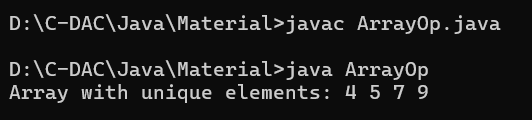 D:\C-DAC\Java\Material>javac ArrayOp.java
D:\C-DAC\Java\Material>java ArrayOp
Array with unique elements: 4 5 7 9